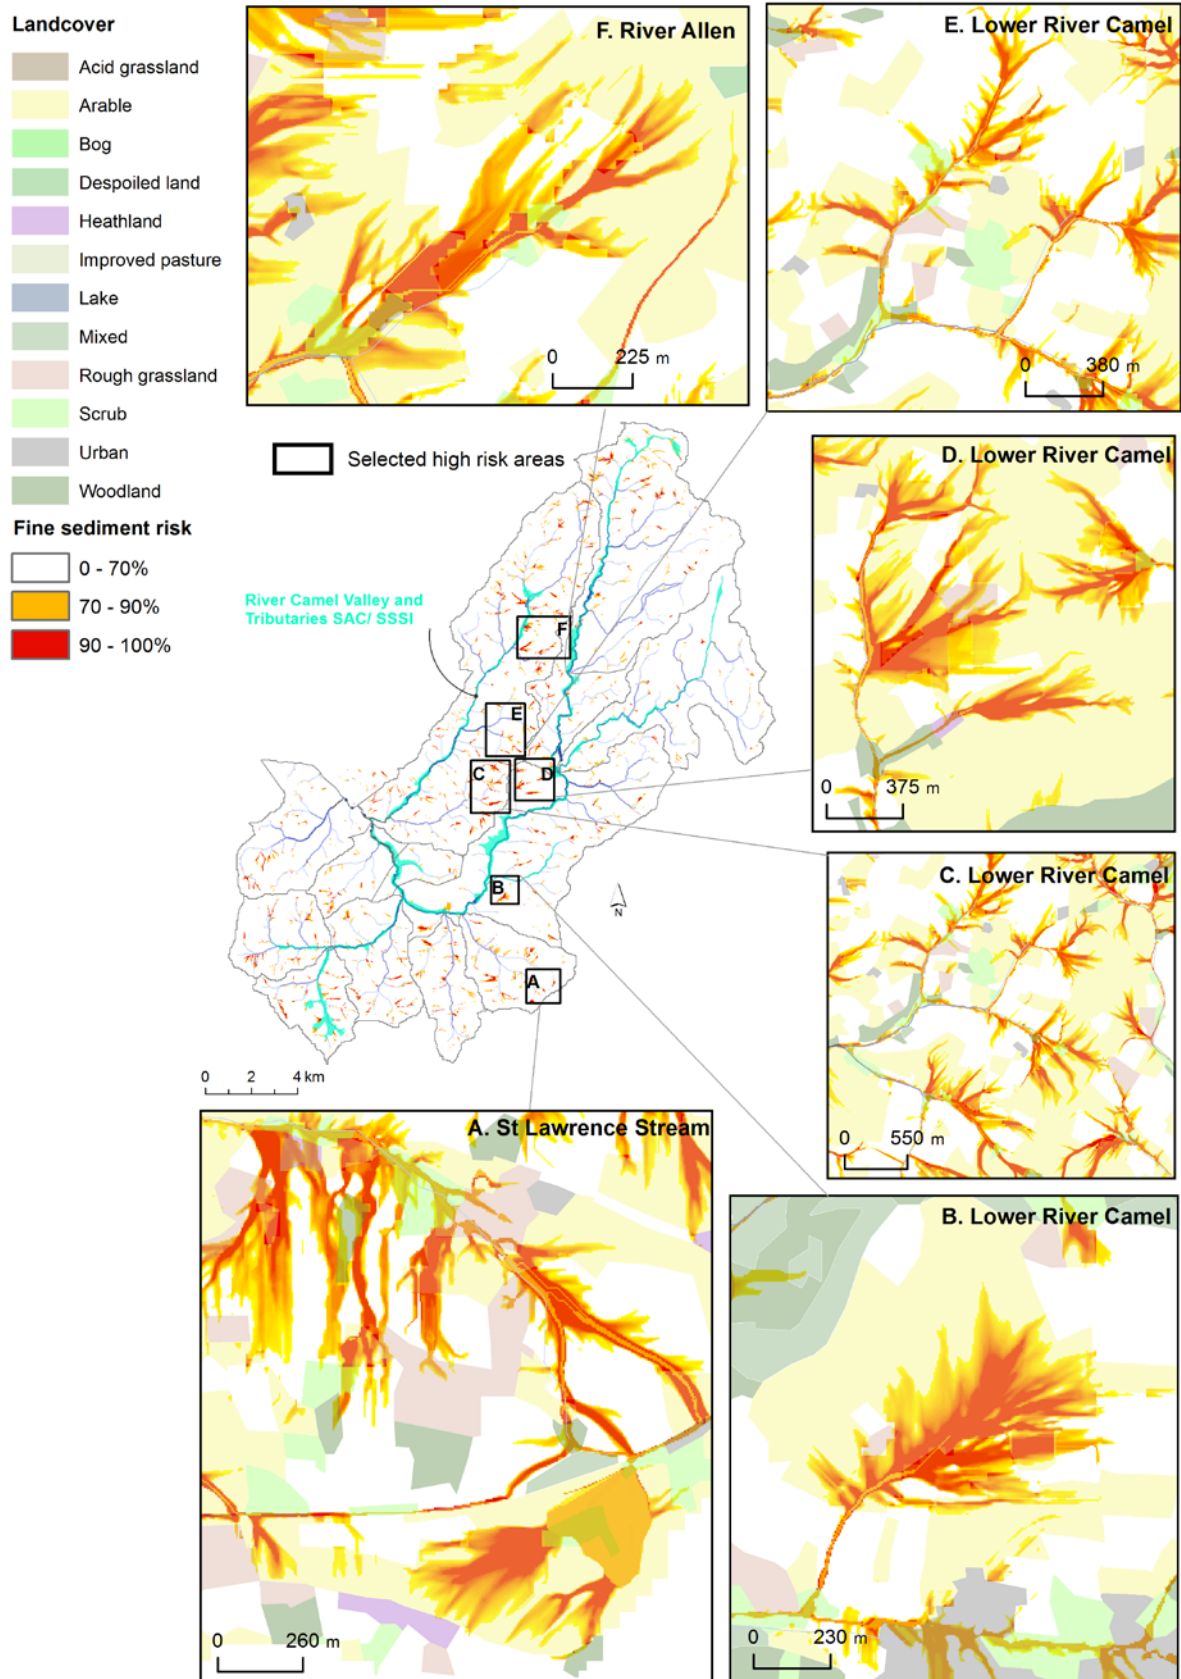 Landcover
Acid grassland
Arable
Bog
Despoiled land
Heathland
Improved pasture
Lake
Mixed
Rough grassland
Scrub
Urban
Woodland
Fine sediment risk
0 - 70%
70 - 90%
90 - 100%
F. River Allen
0 225 m
E. Lower River Camel
0 380 m
Selected high risk areas
River Camel Valley and
Tributaries SAC/ SSSI
F
E
C
D
B
A
N
0 2 4 km
D. Lower River Camel
0 375 m
C. Lower River Camel
0 550 m
A. St Lawrence Stream
0 260 m
B. Lower River Camel
0 230 m